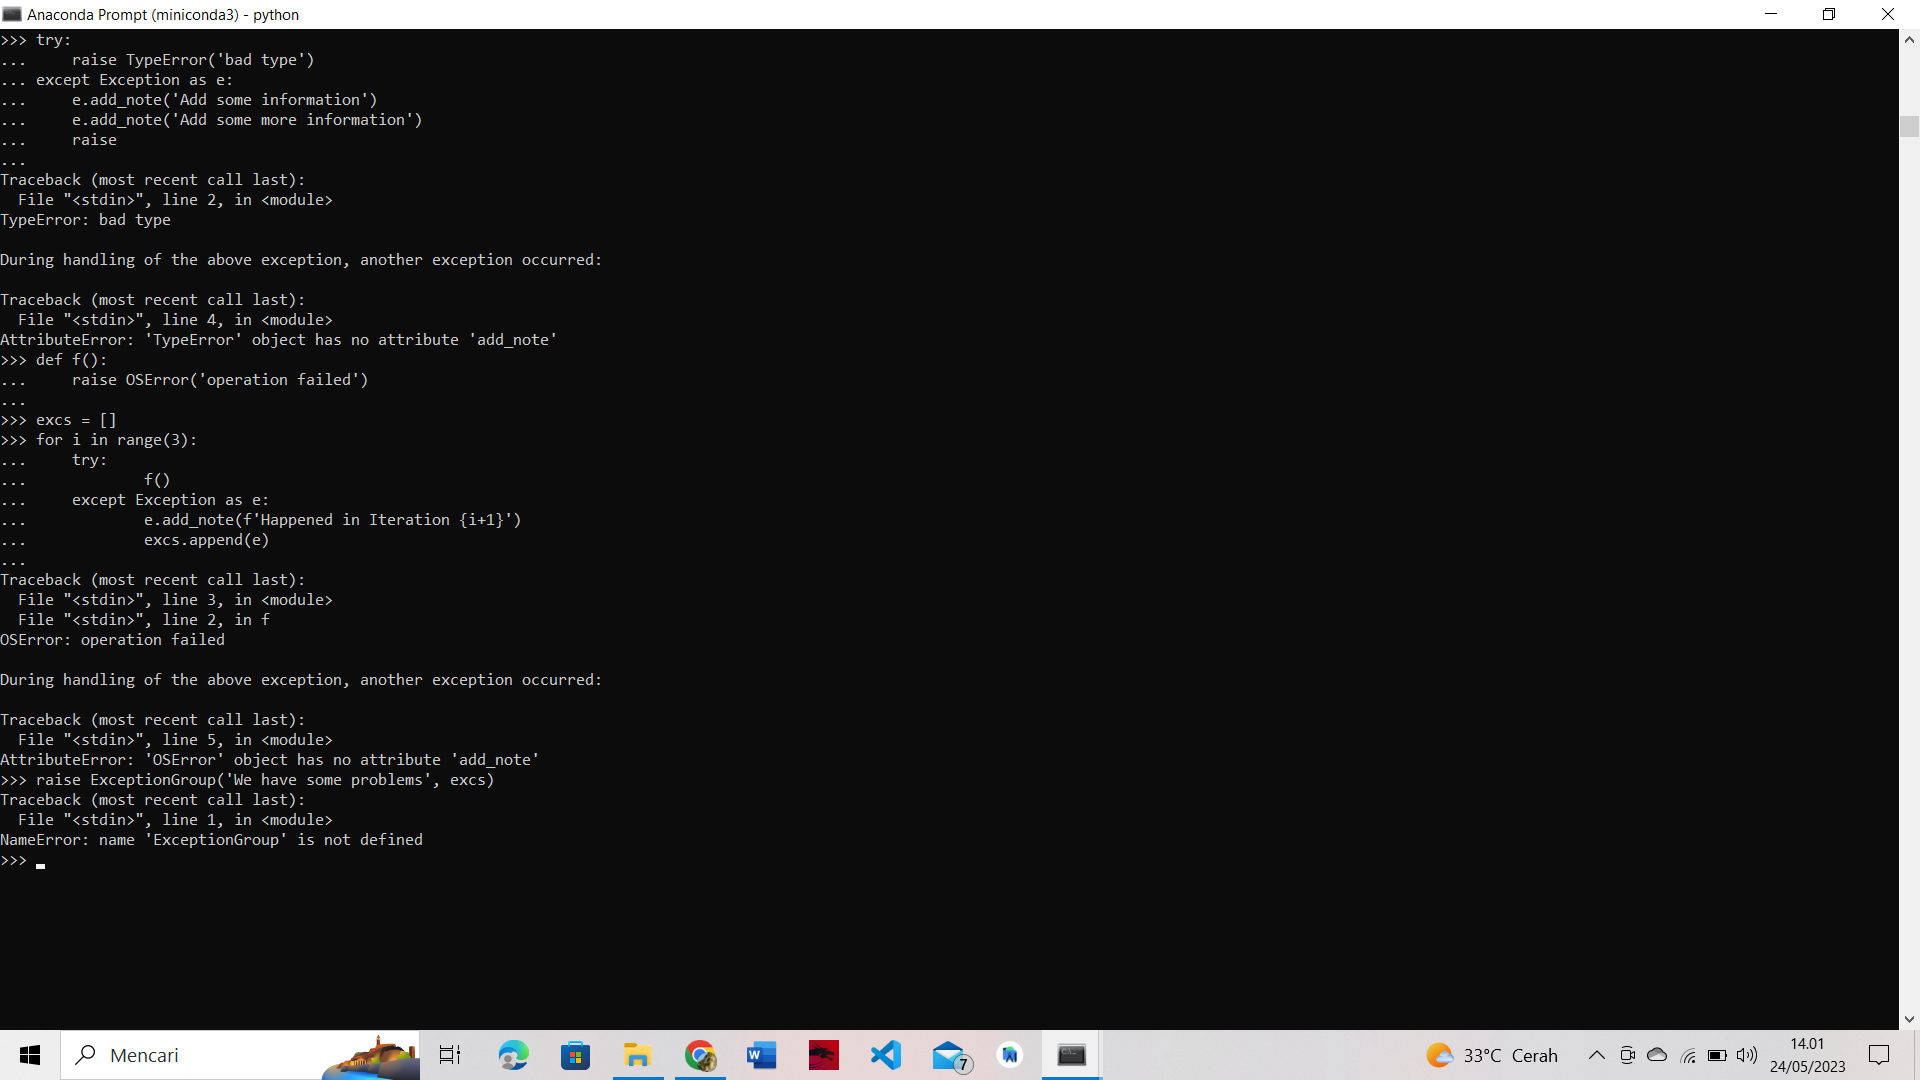 Anaconda Prompt (miniconda3) - python
>>> try:
...     raise TypeError('bad type')
... except Exception as e:
...     e.add_note('Add some information')
...     e.add_note('Add some more information')
...     raise
...
Traceback (most recent call last):
  File "<stdin>", line 2, in <module>
TypeError: bad type
During handling of the above exception, another exception occurred:
Traceback (most recent call last):
  File "<stdin>", line 4, in <module>
AttributeError: 'TypeError' object has no attribute 'add_note'
>>> def f():
...     raise OSError('operation failed')
...
>>> excs = []
>>> for i in range(3):
...     try:
...             f()
...     except Exception as e:
...             e.add_note(f'Happened in Iteration {i+1}')
...             excs.append(e)
...
Traceback (most recent call last):
  File "<stdin>", line 3, in <module>
  File "<stdin>", line 2, in f
OSError: operation failed
During handling of the above exception, another exception occurred:
Traceback (most recent call last):
  File "<stdin>", line 5, in <module>
AttributeError: 'OSError' object has no attribute 'add_note'
>>> raise ExceptionGroup('We have some problems', excs)
Traceback (most recent call last):
  File "<stdin>", line 1, in <module>
NameError: name 'ExceptionGroup' is not defined
>>>
Mencari
W
7
33°C Cerah
14.01
24/05/2023